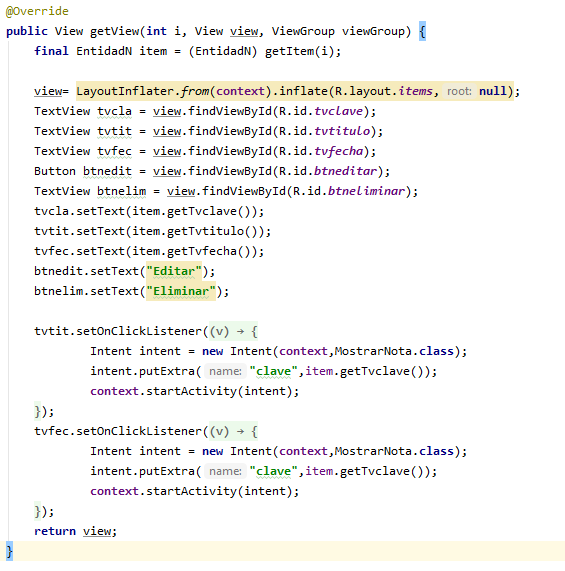 @Override
public View getView(int i, View view, ViewGroup viewGroup) {
final EntidadN item = (EntidadN) getItem(i);
view= LayoutInflater.from(context).inflate(R.layout.items, root: null);
TextView tvcla = view.findViewById(R.id.tvclave);
TextView tvtit = view.findViewById(R.id.tvtitulo);
TextView tvfec = view.findViewById(R.id.tvfecha);
Button btnedit = view.findViewById(R.id.btneditar);
TextView btnelim = view.findViewById(R.id.btneliminar);
tvcla.setText(item.getTvclave());
tvtit.setText(item.getTvtitulo());
tvfec.setText(item.getTvfecha());
btnedit.setText("Editar");
btnelim.setText("Eliminar");
tvtit.setOnClickListener((v) → {
Intent intent = new Intent(context,MostrarNota.class);
intent.putExtra( name: "clave",item.getTvclave());
context.startActivity(intent);
});
tvfec.setOnClickListener((v) → {
Intent intent = new Intent(context,MostrarNota.class);
intent.putExtra( name: "clave",item.getTvclave());
context.startActivity(intent);
});
return view;
}